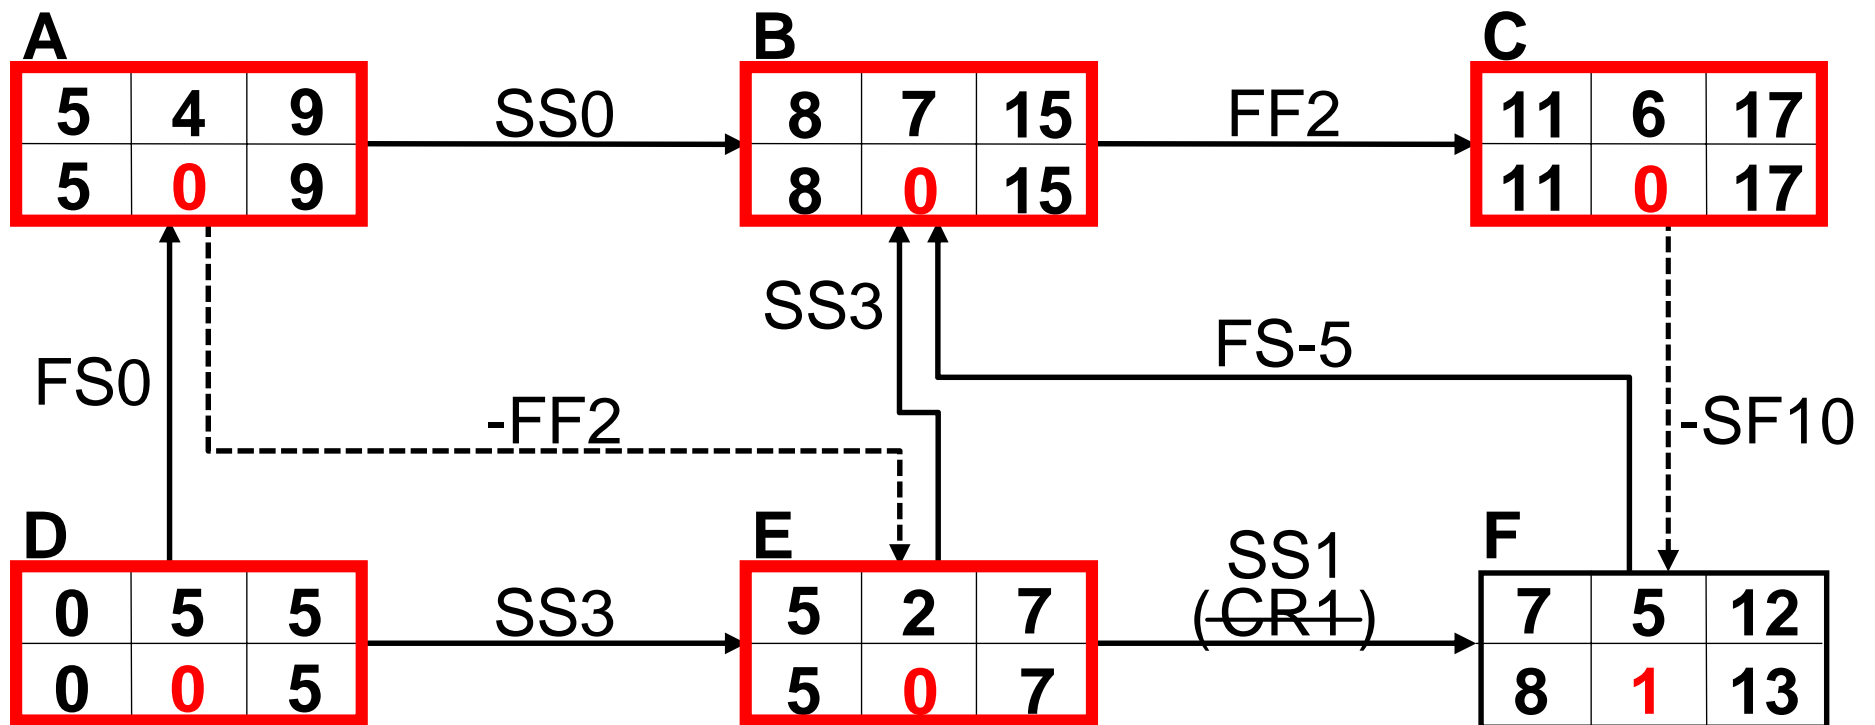 A B C
5 4 9 SS0 8 7 15 FF2 11 6 17
5 0 9 8 0 15 11 0 17
SS3
FS-5
FS0
-FF2
-SF10
D E F
SS1
0 5 5 SS3 5 2 7 (CR1) 7 5 12
0 0 5 5 0 7 8 1 13